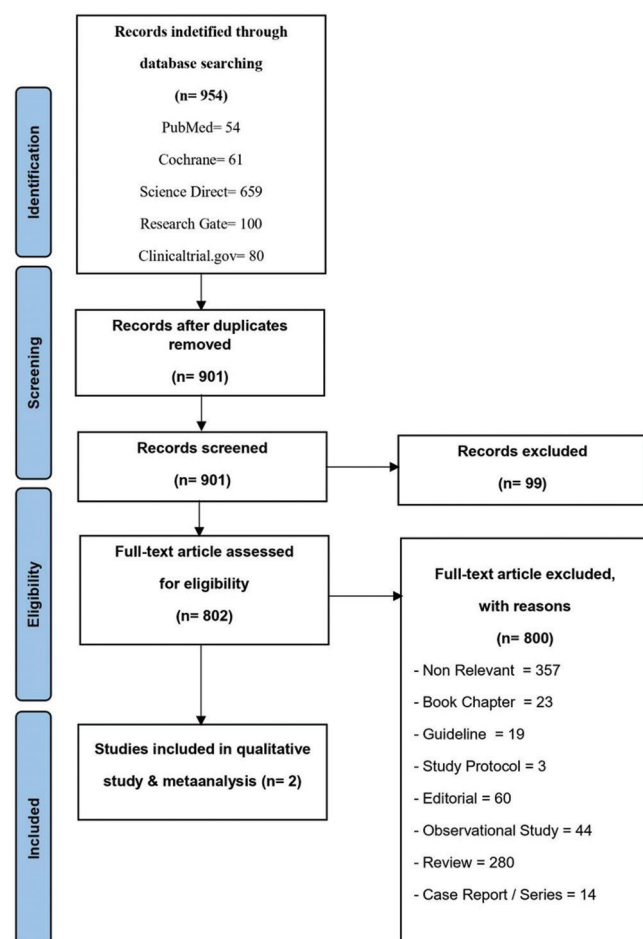 Identification
Records indetified through
database searching
(n= 954)
PubMed= 54
Cochrane= 61
Science Direct= 659
Research Gate= 100
Clinicaltrial.gov= 80
Screening
Records after duplicates
removed
(n= 901)
Records screened
(n= 901)
Records excluded
(n= 99)
Eligibility
Full-text article assessed
for eligibility
(n= 802)
Full-text article excluded,
with reasons
(n= 800)
- Non Relevant = 357
- Book Chapter = 23
- Guideline = 19
- Study Protocol = 3
- Editorial = 60
- Observational Study = 44
- Review = 280
- Case Report / Series = 14
Included
Studies included in qualitative
study & metaanalysis (n= 2)